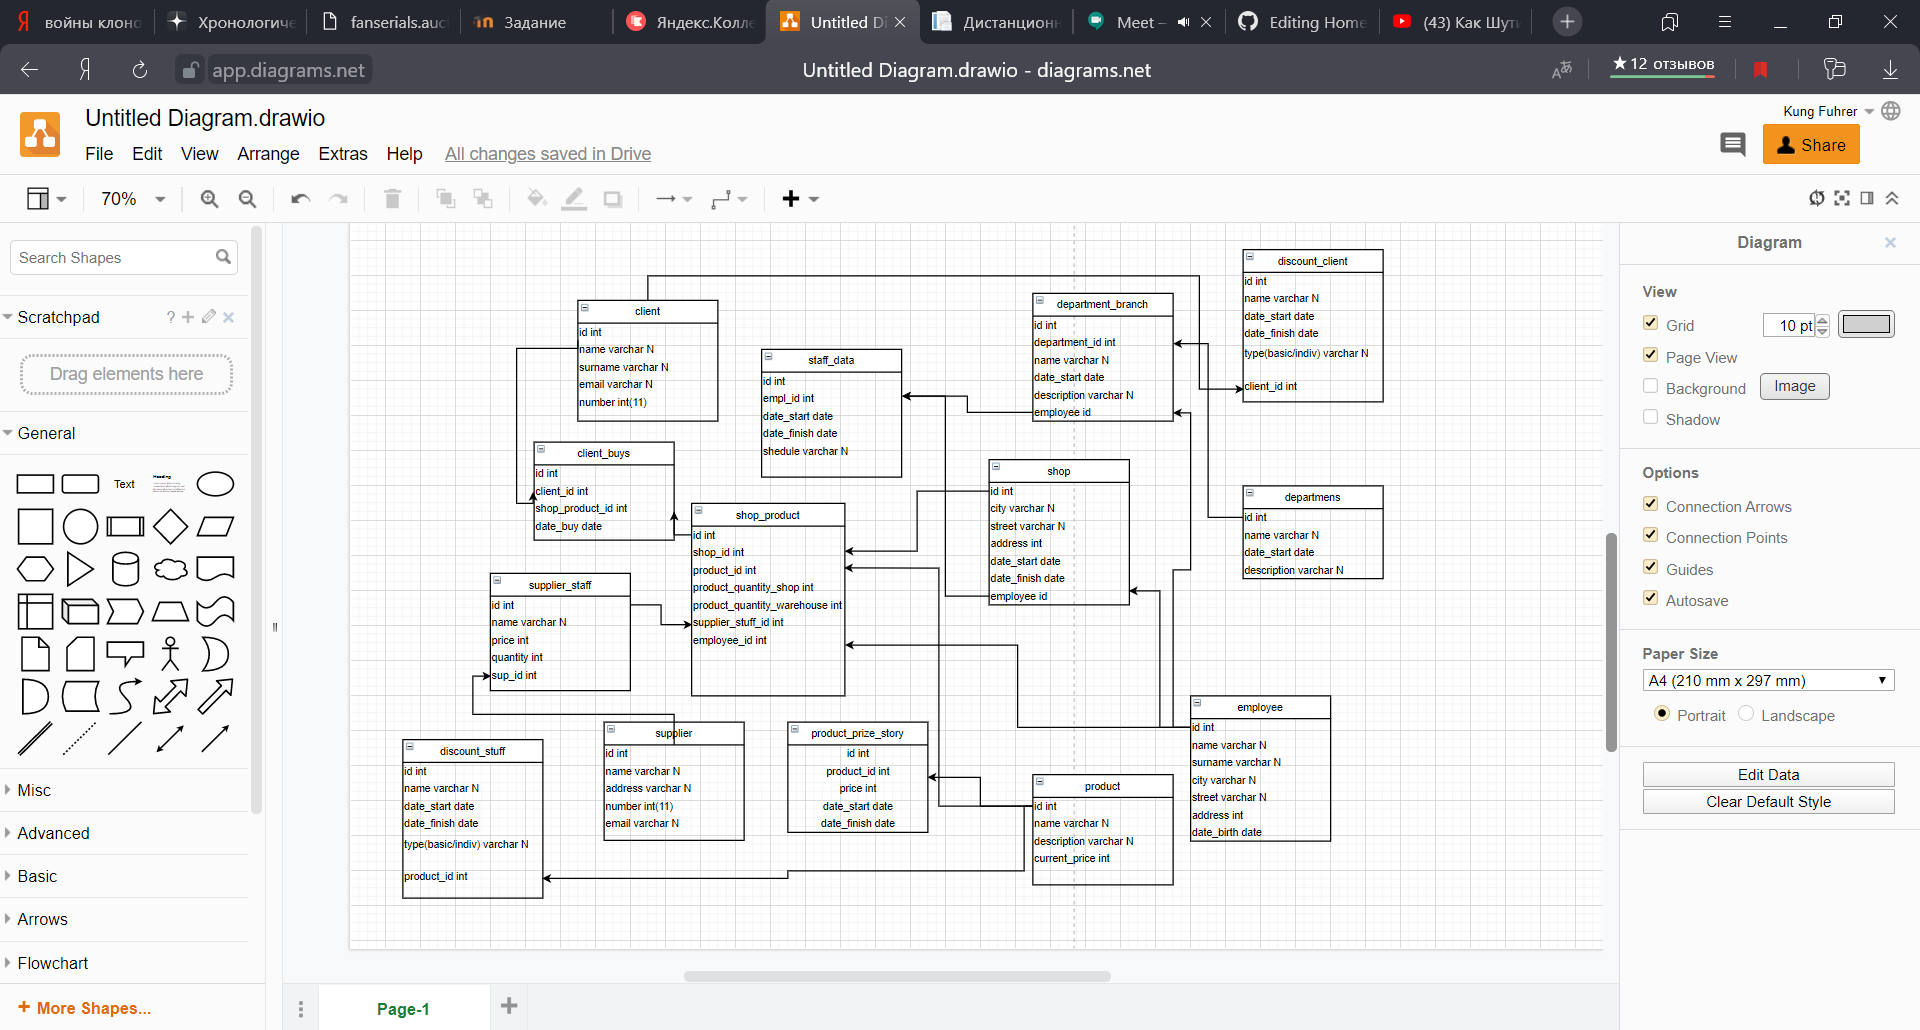 войны клоно
Хронологиче
fanserials.auc
Задание
Яндекс.Колле
Untitled Di
Дистанционн
Meet –
Editing Home
(43) Как Шути
app.diagrams.net
Untitled Diagram.drawio - diagrams.net
★12 отзывов
Untitled Diagram.drawio
Kung Fuhrer
File Edit View Arrange Extras Help All changes saved in Drive
Share
70%
Search Shapes
Scratchpad
Drag elements here
General
Text
Heading
Misc
Advanced
Basic
Arrows
Flowchart
+ More Shapes...
client
id int
name varchar N
surname varchar N
email varchar N
number int(11)
client_buys
id int
client_id int
shop_product_id int
date_buy date
staff_data
id int
empl_id int
date_start date
date_finish date
shedule varchar N
department_branch
id int
department_id int
name varchar N
date_start date
description varchar N
employee id
discount_client
id int
name varchar N
date_start date
date_finish date
type(basic/indiv) varchar N
client_id int
shop
id int
city varchar N
street varchar N
address int
date_start date
date_finish date
employee id
departmens
id int
name varchar N
date_start date
description varchar N
shop_product
id int
shop_id int
product_id int
product_quantity_shop int
product_quantity_warehouse int
supplier_stuff_id int
employee_id int
supplier_staff
id int
name varchar N
price int
quantity int
sup_id int
employee
id int
name varchar N
surname varchar N
city varchar N
street varchar N
address int
date_birth date
discount_stuff
id int
name varchar N
date_start date
date_finish date
type(basic/indiv) varchar N
product_id int
supplier
id int
name varchar N
address varchar N
number int(11)
email varchar N
product_prize_story
id int
product_id int
price int
date_start date
date_finish date
product
id int
name varchar N
description varchar N
current_price int
Page-1
Diagram
View
Grid
10 pt
Page View
Background
Image
Shadow
Options
Connection Arrows
Connection Points
Guides
Autosave
Paper Size
A4 (210 mm x 297 mm)
Portrait Landscape
Edit Data
Clear Default Style